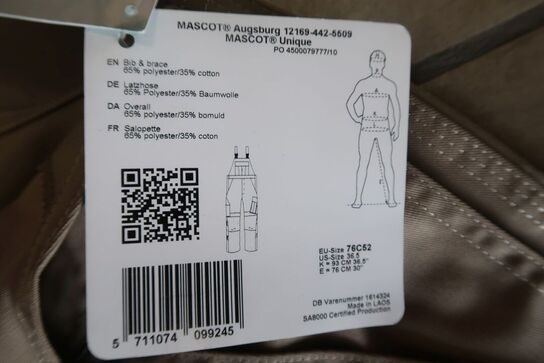 MASCOT® Augsburg 12169-442-5509
MASCOT® Unique
PO 4500079777/10
EN Bib & brace
65% polyester/35% cotton
DE Latzhose
65% Polyester/35% Baumwolle
DA Overall
65% polyester/35% bomuld
FR Salopette
65% polyester/35% coton
EU-Size 76C52
US-Size 36.5
K = 93 CM 36.5"
E = 76 CM 30"
DB Varenummer 1614324
Made in LAOS
SA8000 Certified Production
5 711074 099245